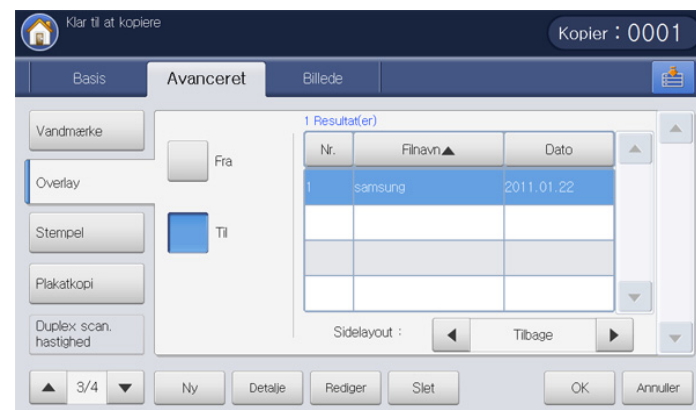 Klar til at kopiere
Kopier : 0001
Basis
Avanceret
Billede
Vandmærke
Overlay
Stempel
Plakatkopi
Duplex scan.
hastighed
3/4
Fra
Til
1 Resultat(er)
Nr. Filnavn▲ Dato
1 samsung 2011.01.22
Sidelayout : Tilbage
Ny
Detalje
Rediger
Slet
OK
Annuller